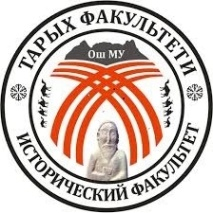 ТАРЫХ ФАКУЛЬТЕТИ
Ош МУ
ИСТОРИЧЕСКИЙ ФАКУЛЬТЕТ